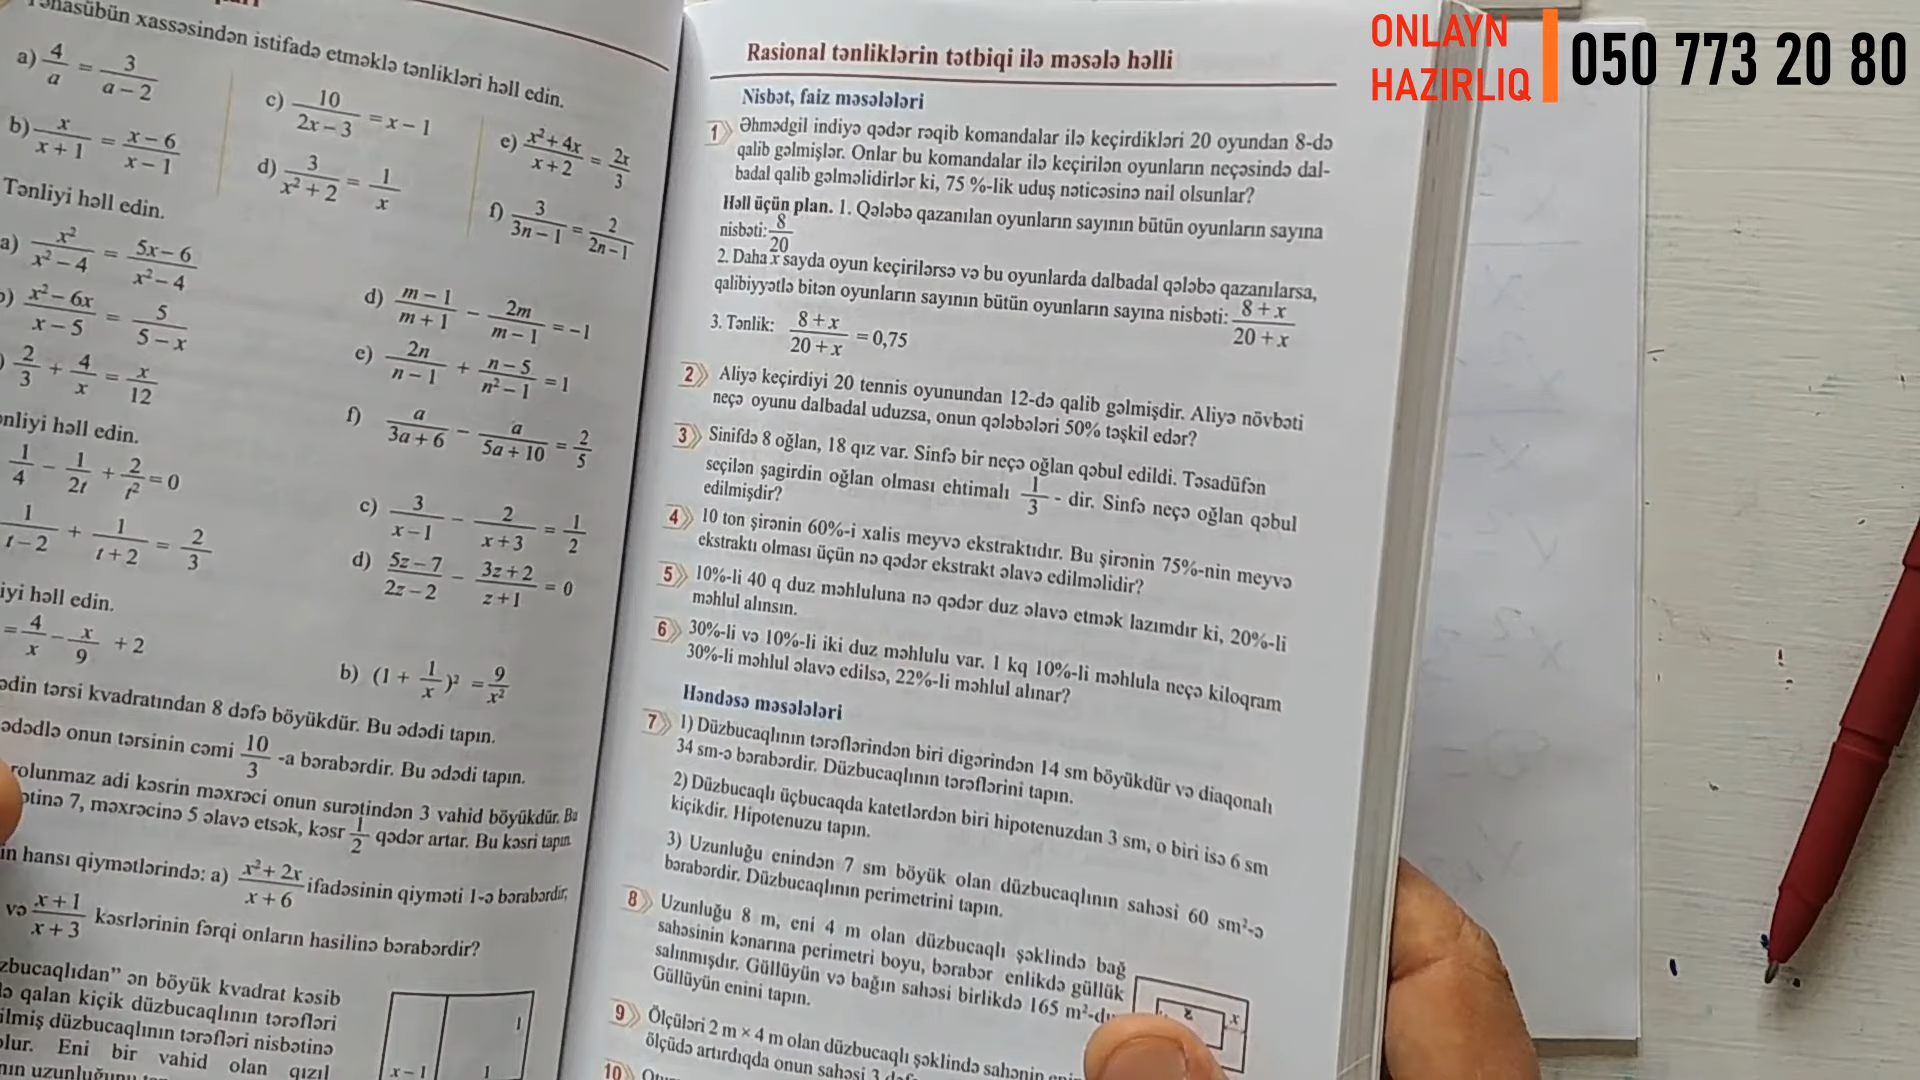 ONLAYN
HAZIRLIQ
050 773 20 80
xassəsindən istifadə etməklə tənlikləri həll edin.
a) 4/a = 3/(a − 2)
b) x/(x + 1) = (x − 6)/(x − 1)
c) 10/(2x − 3) = x − 1
d) 3/(x² + 2) = 1/x
e) (x² + 4x)/(x + 2) = 2x/3
f) 3/(3n − 1) = 2/(2n − 1)
Tənliyi həll edin.
a) x²/(x² − 4) = (5x − 6)/(x² − 4)
(x² − 6x)/(x − 5) = 5/(5 − x)
2/3 + 4/x = x/12
d) (m − 1)/(m + 1) − 2m/(m − 1) = −1
e) 2n/(n − 1) + (n − 5)/(n² − 1) = 1
f) a/(3a + 6) − a/(5a + 10) = 2/5
həll edin.
1/4 − 1/2t + 2/t² = 0
1/(t − 2) + 1/(t + 2) = 2/3
c) 3/(x − 1) − 2/(x + 3) = 1/2
d) (5z − 7)/(2z − 2) − (3z + 2)/(z + 1) = 0
həll edin.
= 4/x − x/9 + 2
b) (1 + 1/x)² = 9/x²
tərsi kvadratından 8 dəfə böyükdür. Bu ədədi tapın.
onun tərsinin cəmi 10/3 -a bərabərdir. Bu ədədi tapın.
adi kəsrin məxrəci onun surətindən 3 vahid böyükdür. Bu
7, məxrəcinə 5 əlavə etsək, kəsr 1/2 qədər artar. Bu kəsri tapın
hansı qiymətlərində: a) (x² + 2x)/(x + 6) ifadəsinin qiyməti 1-ə bərabərdir,
və (x + 1)/(x + 3) kəsrlərinin fərqi onların hasilinə bərabərdir?
ən böyük kvadrat kəsib
qalan kiçik düzbucaqlının tərəfləri
düzbucaqlının tərəfləri nisbətinə
Eni bir vahid olan qızıl
1
x − 1 1
Rasional tənliklərin tətbiqi ilə məsələ həlli
Nisbət, faiz məsələləri
1 Əhmədgil indiyə qədər rəqib komandalar ilə keçirdikləri 20 oyundan 8-də
qalib gəlmişlər. Onlar bu komandalar ilə keçirilən oyunların neçəsində dal-
badal qalib gəlməlidirlər ki, 75 %-lik uduş nəticəsinə nail olsunlar?
Həll üçün plan. 1. Qələbə qazanılan oyunların sayının bütün oyunların sayına
nisbəti: 8/20
2. Daha x sayda oyun keçirilərsə və bu oyunlarda dalbadal qələbə qazanılarsa,
qalibiyyətlə bitən oyunların sayının bütün oyunların sayına nisbəti: (8 + x)/(20 + x)
3. Tənlik: (8 + x)/(20 + x) = 0,75
2 Aliyə keçirdiyi 20 tennis oyunundan 12-də qalib gəlmişdir. Aliyə növbəti
neçə oyunu dalbadal uduzsa, onun qələbələri 50% təşkil edər?
3 Sinifdə 8 oğlan, 18 qız var. Sinfə bir neçə oğlan qəbul edildi. Təsadüfən
seçilən şagirdin oğlan olması ehtimalı 1/3 - dir. Sinfə neçə oğlan qəbul
edilmişdir?
4 10 ton şirənin 60%-i xalis meyvə ekstraktıdır. Bu şirənin 75%-nin meyvə
ekstraktı olması üçün nə qədər ekstrakt əlavə edilməlidir?
5 10%-li 40 q duz məhluluna nə qədər duz əlavə etmək lazımdır ki, 20%-li
məhlul alınsın.
6 30%-li və 10%-li iki duz məhlulu var. 1 kq 10%-li məhlula neçə kiloqram
30%-li məhlul əlavə edilsə, 22%-li məhlul alınar?
Həndəsə məsələləri
7 1) Düzbucaqlının tərəflərindən biri digərindən 14 sm böyükdür və diaqonalı
34 sm-ə bərabərdir. Düzbucaqlının tərəflərini tapın.
2) Düzbucaqlı üçbucaqda katetlərdən biri hipotenuzdan 3 sm, o biri isə 6 sm
kiçikdir. Hipotenuzu tapın.
3) Uzunluğu enindən 7 sm böyük olan düzbucaqlının sahəsi 60 sm²-ə
bərabərdir. Düzbucaqlının perimetrini tapın.
8 Uzunluğu 8 m, eni 4 m olan düzbucaqlı şəklində bağ
sahəsinin kənarına perimetri boyu, bərabər enlikdə güllük
salınmışdır. Güllüyün və bağın sahəsi birlikdə 165 m²-
Güllüyün enini tapın.
8 x
9 Ölçüləri 2 m × 4 m olan düzbucaqlı şəklində sahənin
ölçüdə artırdıqda onun sahəsi 3
10